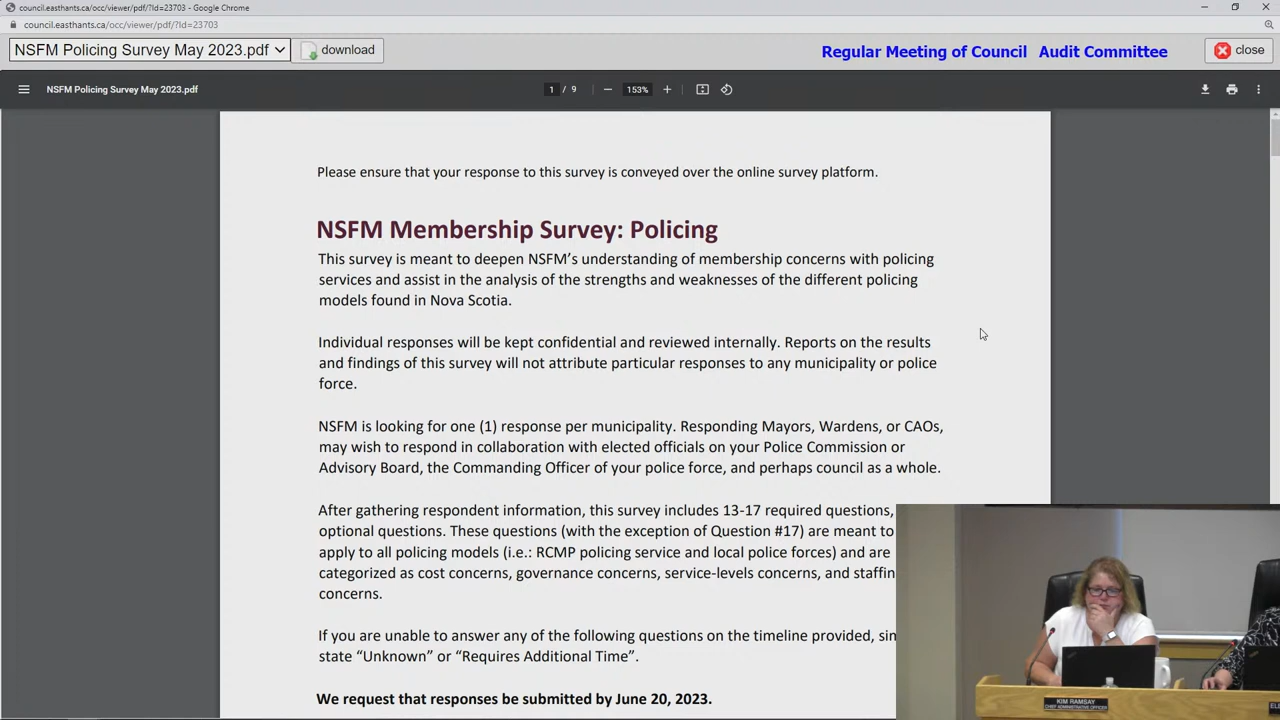 council.easthants.ca/occ/viewer/pdf/?Id=23703 - Google Chrome
council.easthants.ca/occ/viewer/pdf/?Id=23703
NSFM Policing Survey May 2023.pdf
download
Regular Meeting of Council Audit Committee
close
NSFM Policing Survey May 2023.pdf
1 / 9
153%
Please ensure that your response to this survey is conveyed over the online survey platform.
NSFM Membership Survey: Policing
This survey is meant to deepen NSFM's understanding of membership concerns with policing
services and assist in the analysis of the strengths and weaknesses of the different policing
models found in Nova Scotia.
Individual responses will be kept confidential and reviewed internally. Reports on the results
and findings of this survey will not attribute particular responses to any municipality or police
force.
NSFM is looking for one (1) response per municipality. Responding Mayors, Wardens, or CAOs,
may wish to respond in collaboration with elected officials on your Police Commission or
Advisory Board, the Commanding Officer of your police force, and perhaps council as a whole.
After gathering respondent information, this survey includes 13-17 required questions,
optional questions. These questions (with the exception of Question #17) are meant to
apply to all policing models (i.e.: RCMP policing service and local police forces) and are
categorized as cost concerns, governance concerns, service-levels concerns, and staffin
concerns.
If you are unable to answer any of the following questions on the timeline provided, sin
state “Unknown” or “Requires Additional Time”.
We request that responses be submitted by June 20, 2023.
KIM RAMSAY
CHIEF ADMINISTRATIVE OFFICER